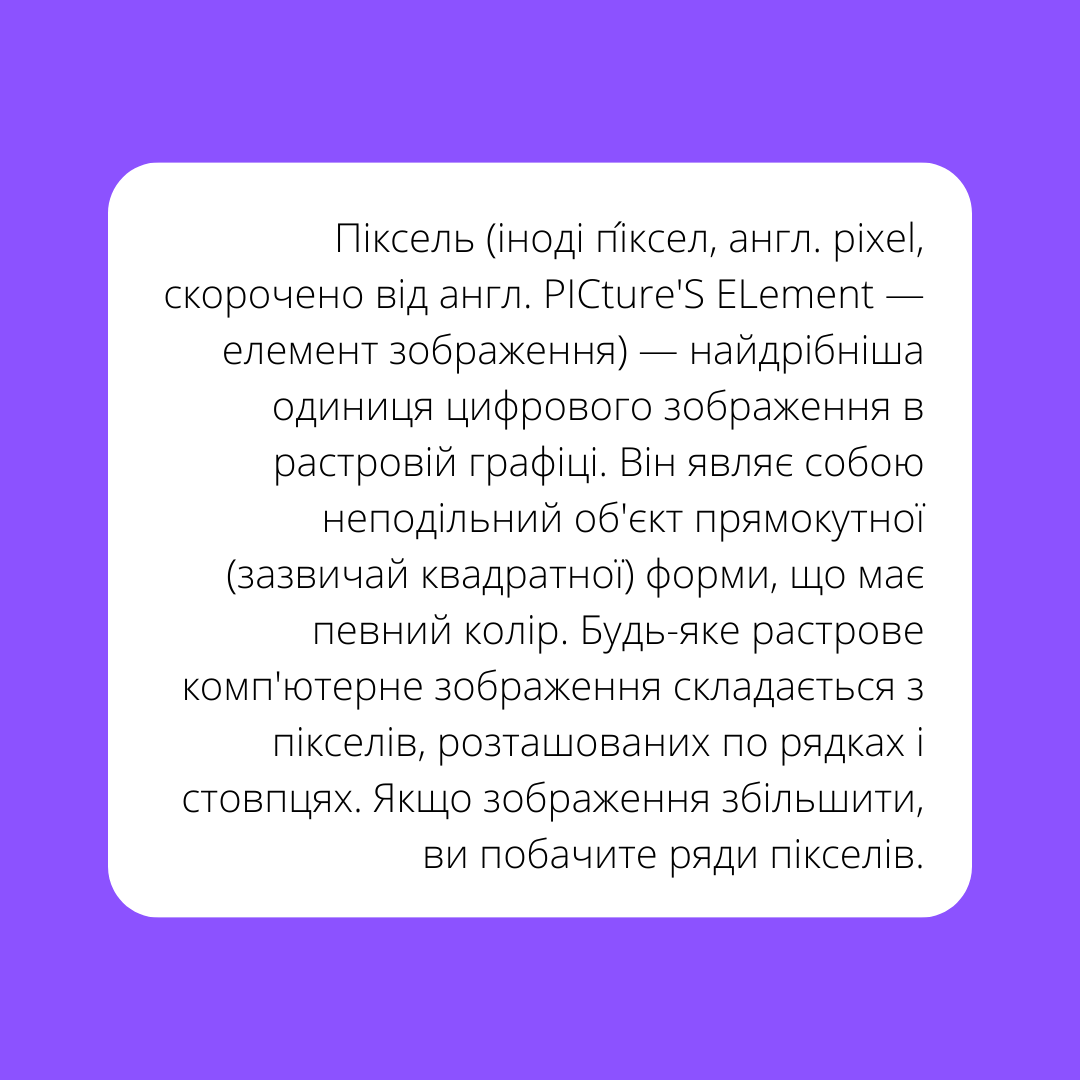 Піксель (іноді пі́ксел, англ. pixel,
скорочено від англ. PICture'S ELement —
елемент зображення) — найдрібніша
одиниця цифрового зображення в
растровій графіці. Він являє собою
неподільний об'єкт прямокутної
(зазвичай квадратної) форми, що має
певний колір. Будь-яке растрове
комп'ютерне зображення складається з
пікселів, розташованих по рядках і
стовпцях. Якщо зображення збільшити,
ви побачите ряди пікселів.